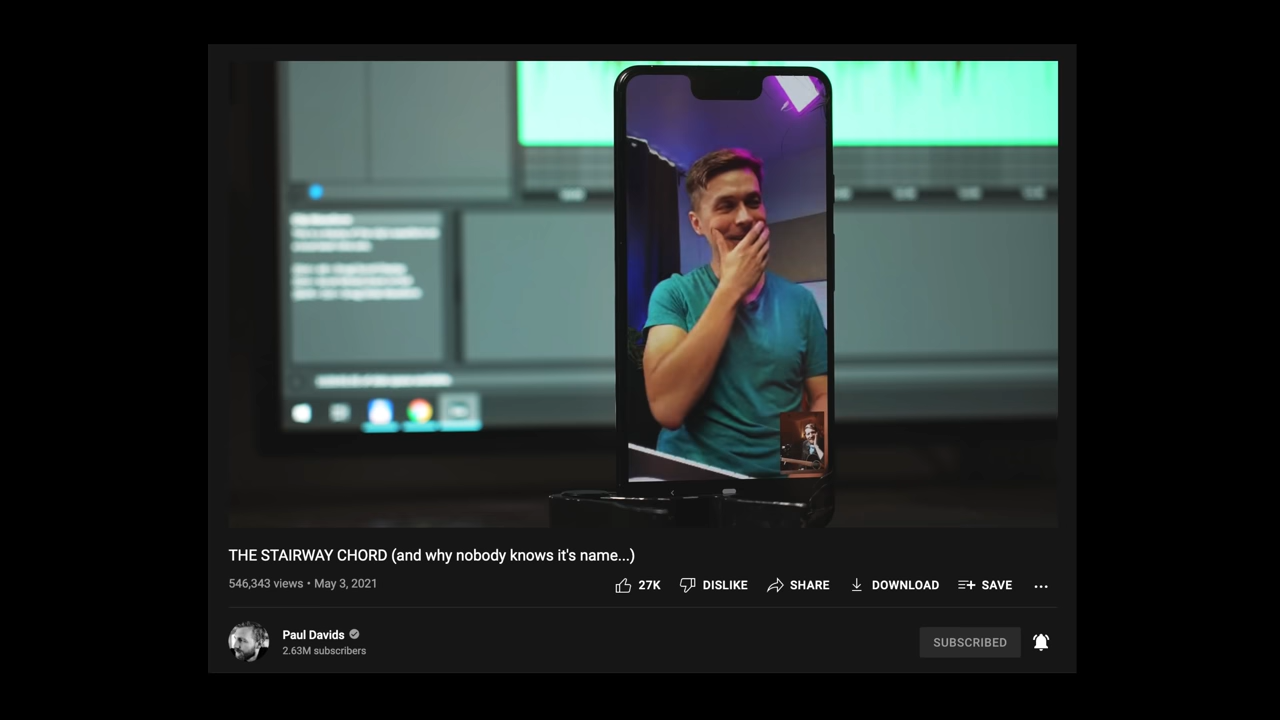 THE STAIRWAY CHORD (and why nobody knows it's name...)
546,343 views • May 3, 2021
27K DISLIKE SHARE DOWNLOAD SAVE
Paul Davids
2.63M subscribers
SUBSCRIBED